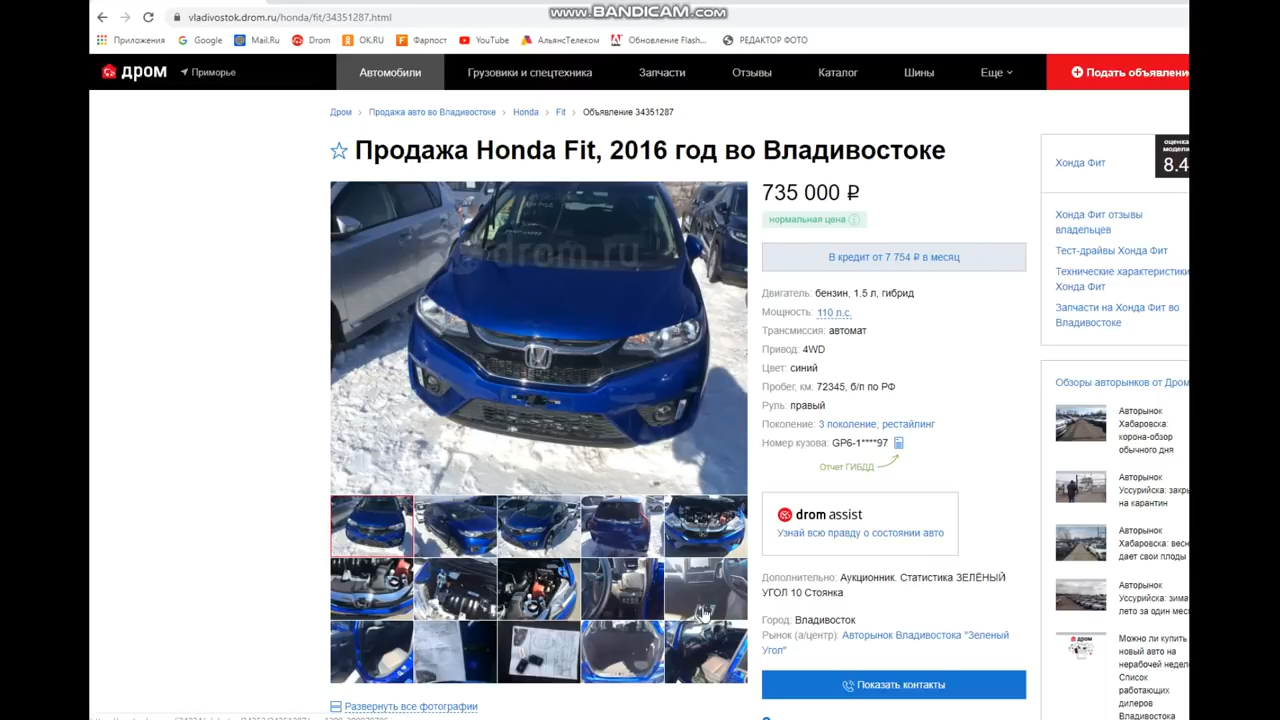 www.BANDICAM.com
vladivostok.drom.ru/honda/fit/34351287.html
Приложения
Google
Mail.Ru
Drom
OK.RU
Фарпост
YouTube
АльянсТелеком
Обновление Flash...
РЕДАКТОР ФОТО
дром
Приморье
Автомобили
Грузовики и спецтехника
Запчасти
Отзывы
Каталог
Шины
Еще
Подать объявлени
Дром
Продажа авто во Владивостоке
Honda
Fit
Объявление 34351287
Продажа Honda Fit, 2016 год во Владивостоке
drom.ru
735 000 ₽
нормальная цена
В кредит от 7 754 ₽ в месяц
Двигатель: бензин, 1.5 л, гибрид
Мощность: 110 л.с.
Трансмиссия: автомат
Привод: 4WD
Цвет: синий
Пробег, км: 72345, б/п по РФ
Руль: правый
Поколение: 3 поколение, рестайлинг
Номер кузова: GP6-1****97
Отчет ГИБДД
drom assist
Узнай всю правду о состоянии авто
Дополнительно: Аукционник. Статистика ЗЕЛЁНЫЙ
УГОЛ 10 Стоянка
Город: Владивосток
Рынок (а/центр): Авторынок Владивостока "Зеленый
Угол"
Показать контакты
Развернуть все фотографии
Хонда Фит
оценка
модели
8.4
Хонда Фит отзывы
владельцев
Тест-драйвы Хонда Фит
Технические характеристики
Хонда Фит
Запчасти на Хонда Фит во
Владивостоке
Обзоры авторынков от Дром
Авторынок
Хабаровска:
корона-обзор
обычного дня
Авторынок
Уссурийска: закры
на карантин
Авторынок
Хабаровска: весн
дает свои плоды
Авторынок
Уссурийска: зима
лето за один мес
Можно ли купить
новый авто на
нерабочей недел
Список
работающих
дилеров
Владивостока